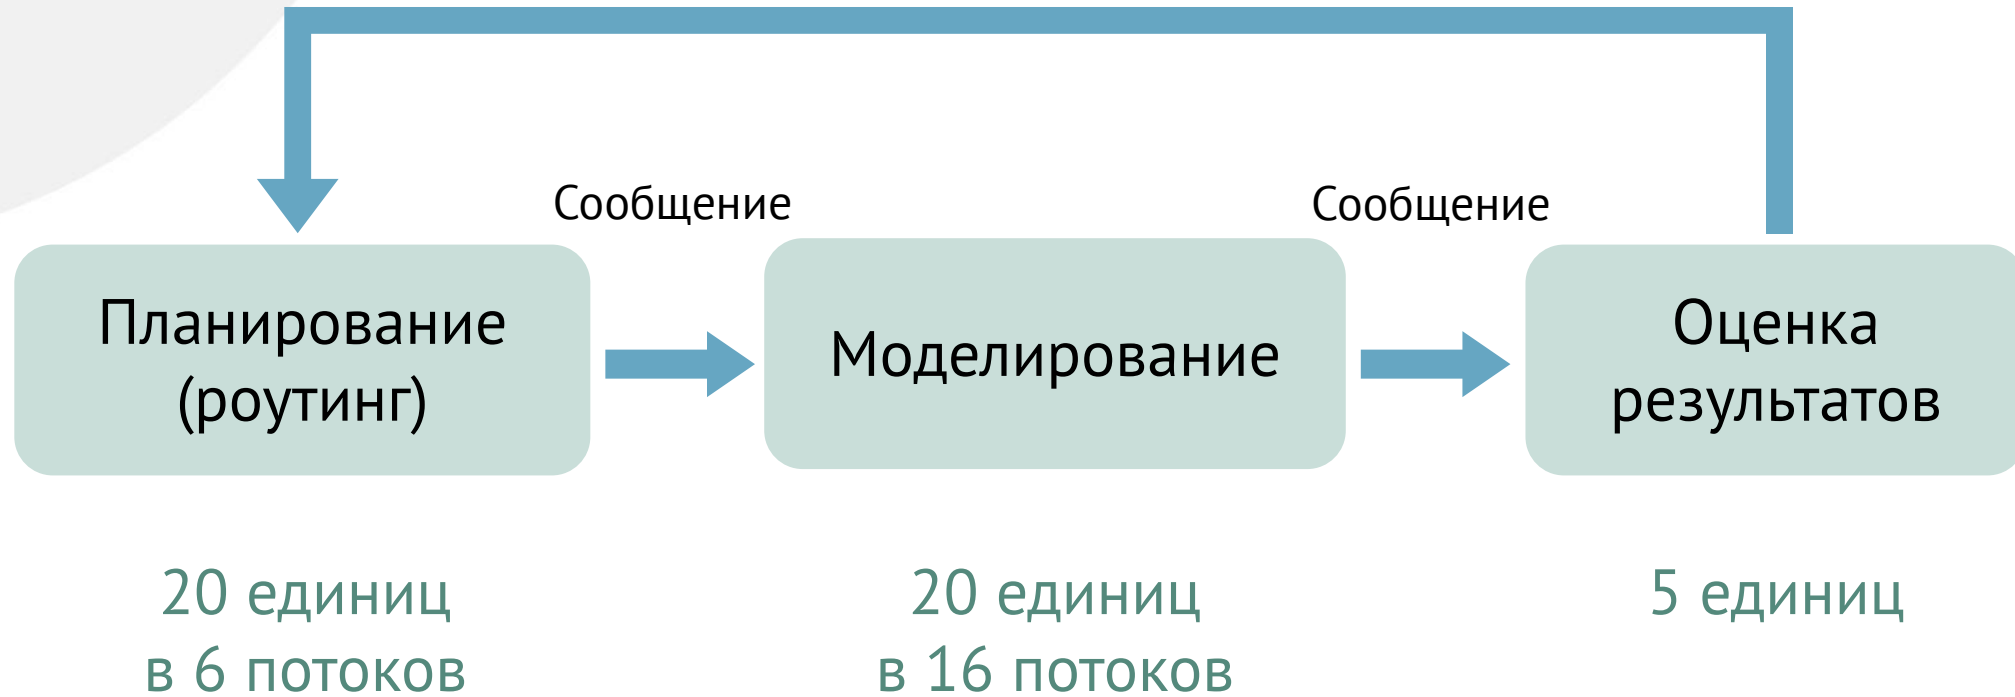 Сообщение
Сообщение
Планирование
(роутинг)
Моделирование
Оценка
результатов
20 единиц
в 6 потоков
20 единиц
в 16 потоков
5 единиц